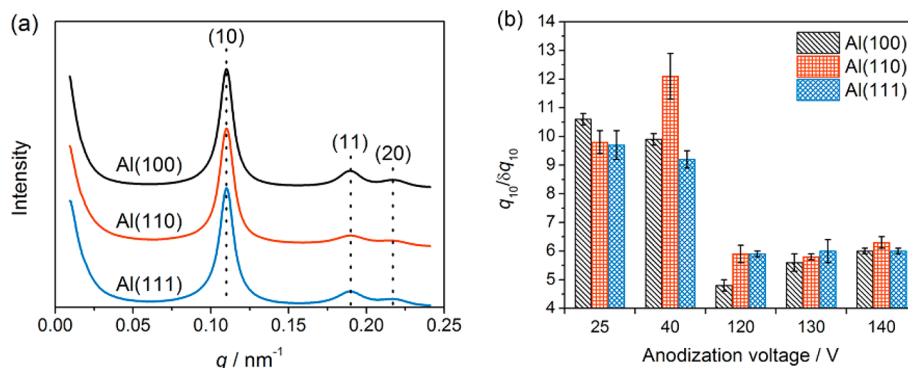 (a)
(10)
(11)
(20)
Al(100)
Al(110)
Al(111)
Intensity
0.00 0.05 0.10 0.15 0.20 0.25
q / nm⁻¹
(b)
14
13
12
11
10
9
8
7
6
5
4
q₁₀/δq₁₀
Al(100)
Al(110)
Al(111)
25 40 120 130 140
Anodization voltage / V